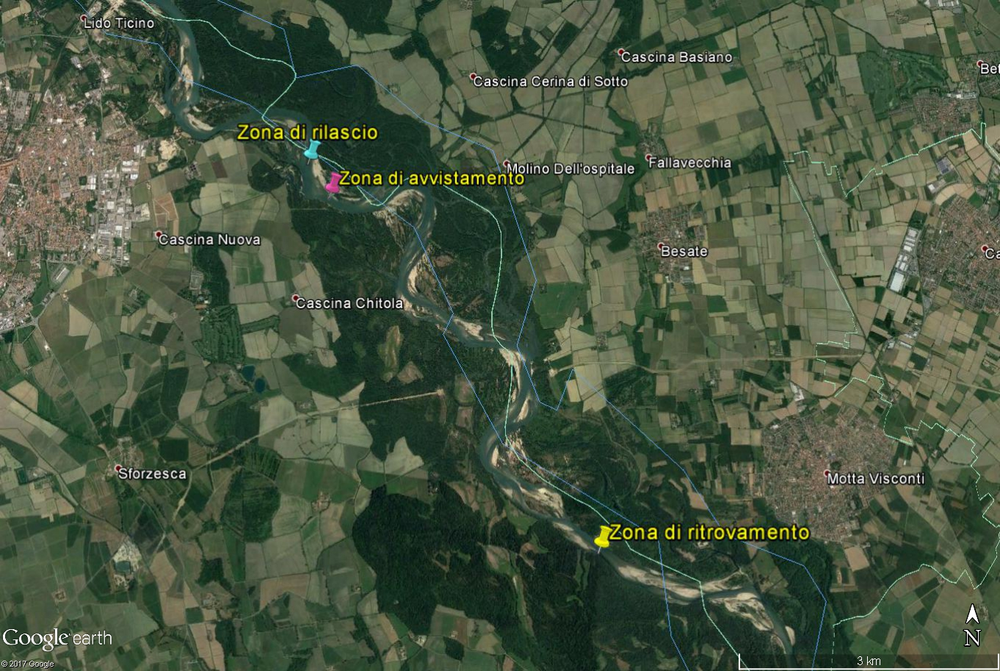 Lido Ticino
Cascina Basiano
Bet
Cascina Cerina di Sotto
Zona di rilascio
Fallavecchia
Molino Dell'ospitale
Zona di avvistamento
Cascina Nuova
Besate
Ca
Cascina Chitola
Sforzesca
Motta Visconti
Zona di ritrovamento
N
Google earth
3 km
© 2017 Google